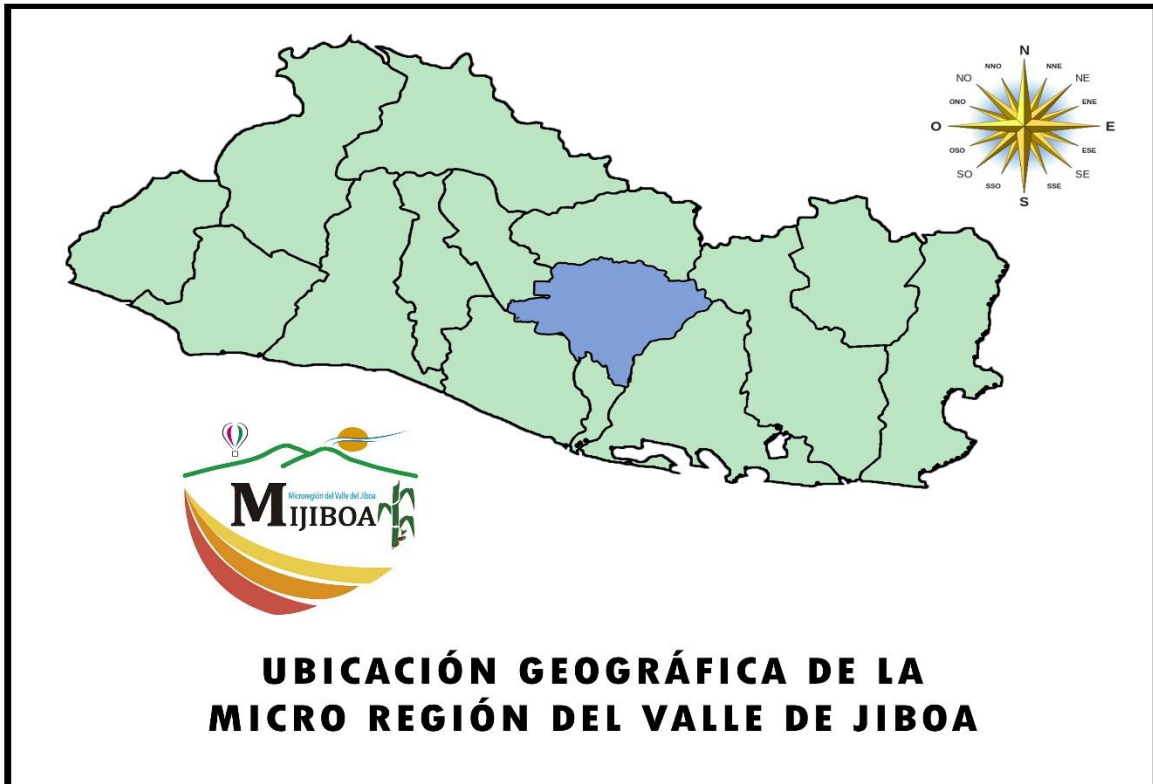 N
NNO
NNE
NO
NE
ONO
ENE
O
E
OSO
ESE
SO
SE
SSO
SSE
S
Microregión del Valle del Jiboa
MIJIBOA
UBICACIÓN GEOGRÁFICA DE LA
MICRO REGIÓN DEL VALLE DE JIBOA